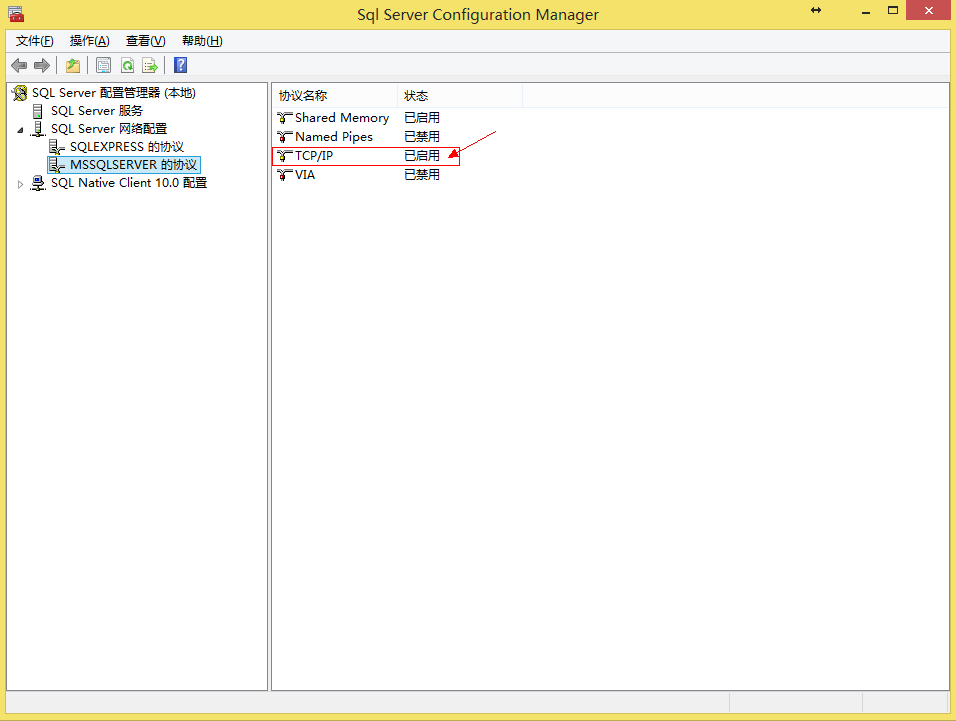 Sql Server Configuration Manager
文件(F) 操作(A) 查看(V) 帮助(H)
SQL Server 配置管理器 (本地)
SQL Server 服务
SQL Server 网络配置
SQLEXPRESS 的协议
MSSQLSERVER 的协议
SQL Native Client 10.0 配置
协议名称 状态
Shared Memory 已启用
Named Pipes 已禁用
TCP/IP 已启用
VIA 已禁用